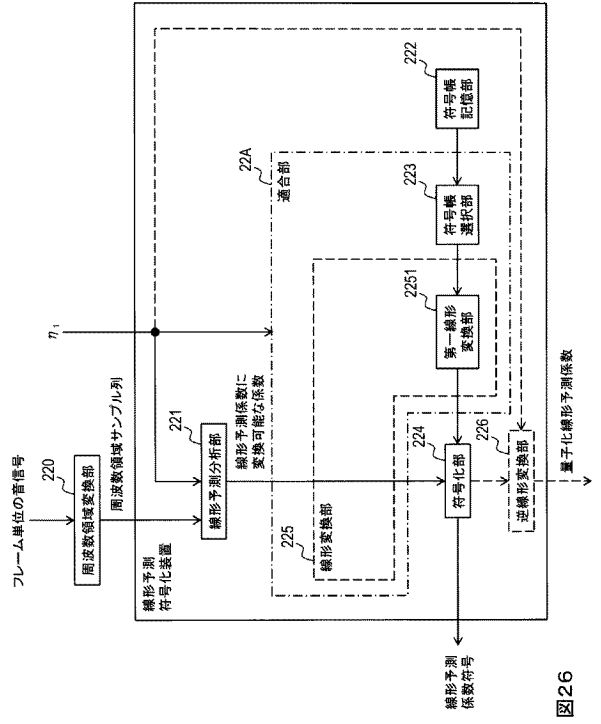 フレーム単位の音信号
220
周波数領域変換部
周波数領域サンプル列
η₁
線形予測
符号化装置
221
線形予測分析部
線形予測係数に
変換可能な係数
22A
適合部
225
線形変換部
222
符号帳
記憶部
223
符号帳
選択部
2251
第一線形
変換部
224
符号化部
226
逆線形変換部
線形予測
係数符号
量子化線形予測係数
図26